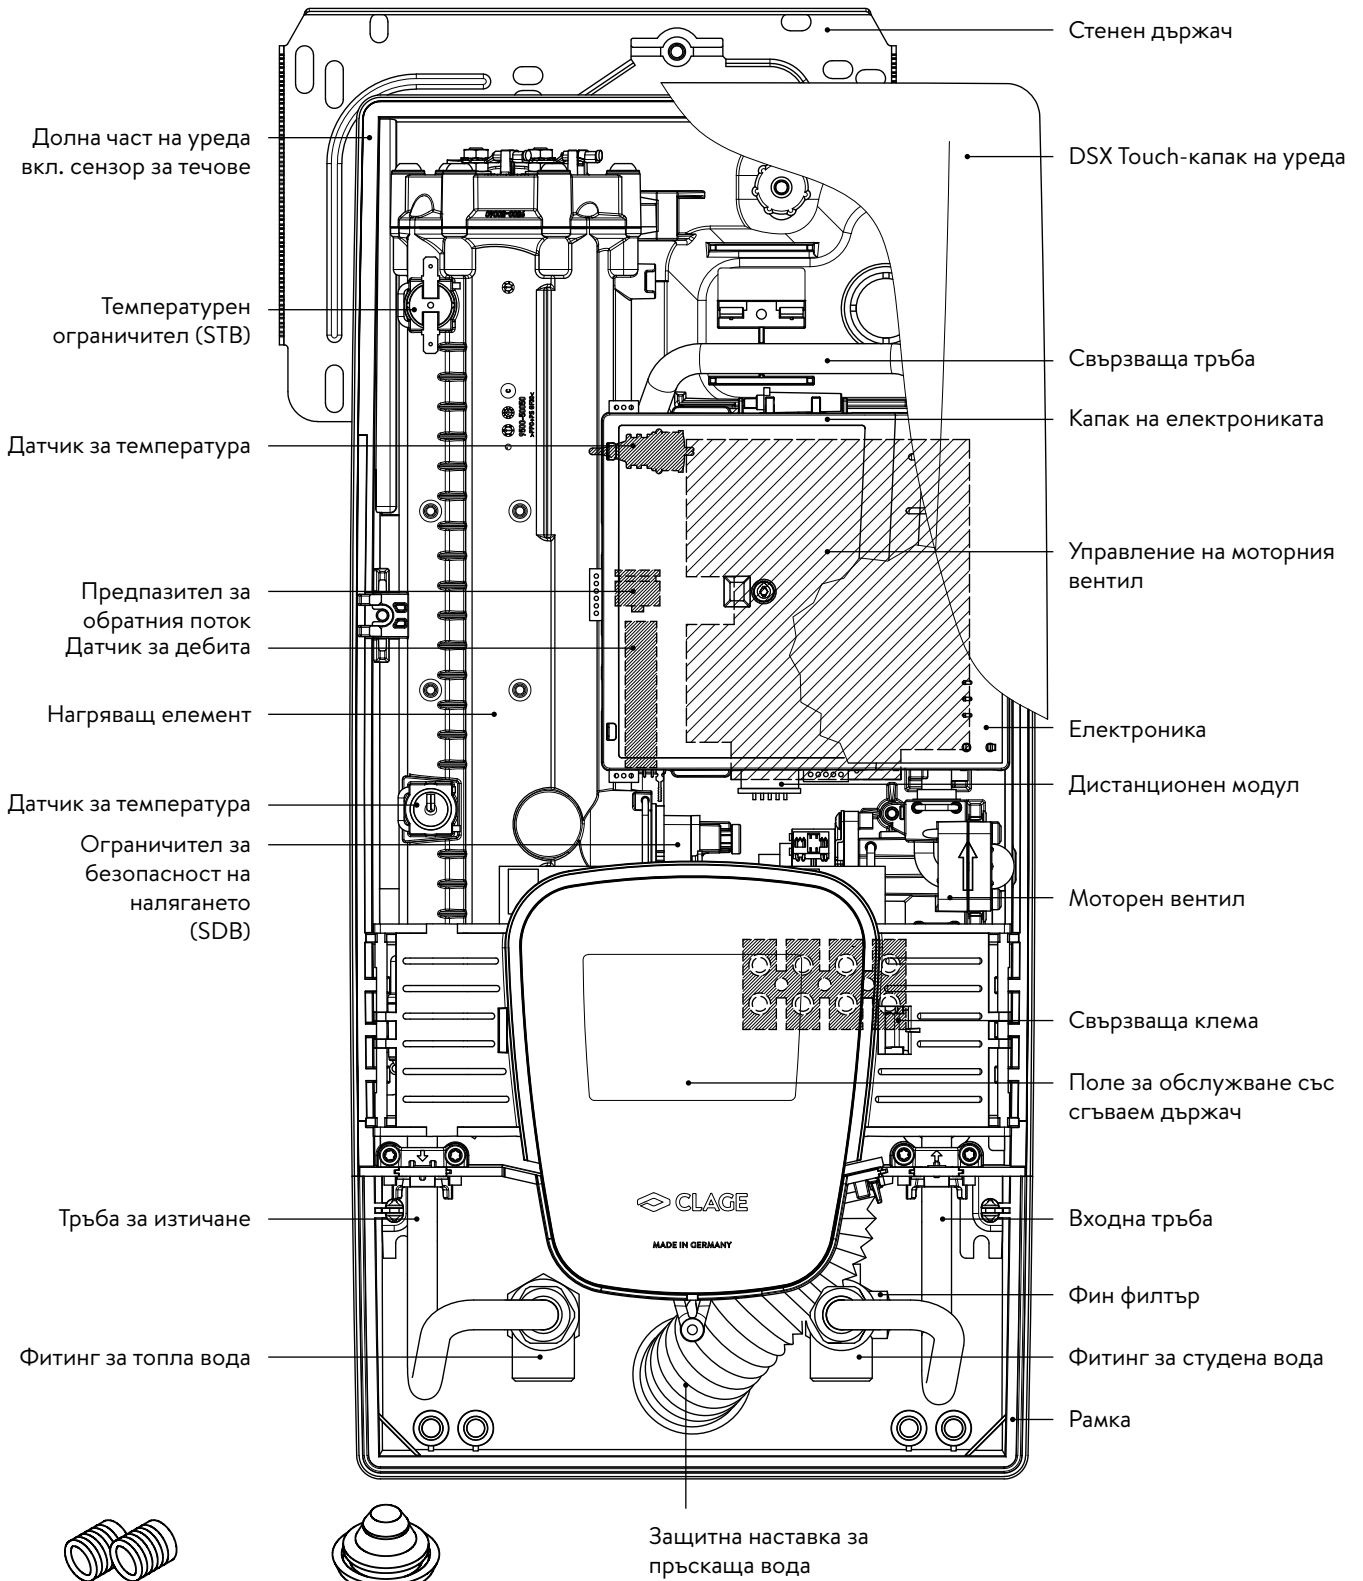 Стенен държач
Долна част на уреда
вкл. сензор за течове
DSX Touch-капак на уреда
Температурен
ограничител (STB)
Свързваща тръба
Капак на електрониката
Датчик за температура
Управление на моторния
вентил
Предпазител за
обратния поток
Датчик за дебита
Нагряващ елемент
Електроника
Дистанционен модул
Датчик за температура
Ограничител за
безопасност на
налягането
(SDB)
Моторен вентил
Свързваща клема
Поле за обслужване със
сгъваем държач
CLAGE
MADE IN GERMANY
Тръба за изтичане
Входна тръба
Фин филтър
Фитинг за топла вода
Фитинг за студена вода
Рамка
Защитна наставка за
пръскаща вода